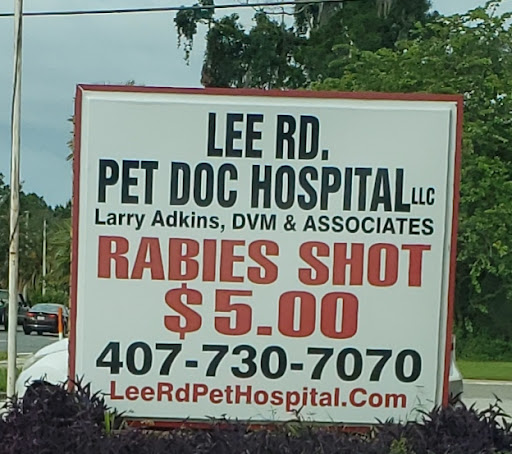 LEE RD.
PET DOC HOSPITAL LLC
Larry Adkins, DVM & ASSOCIATES
RABIES SHOT
$5.00
407-730-7070
LeeRdPetHospital.Com